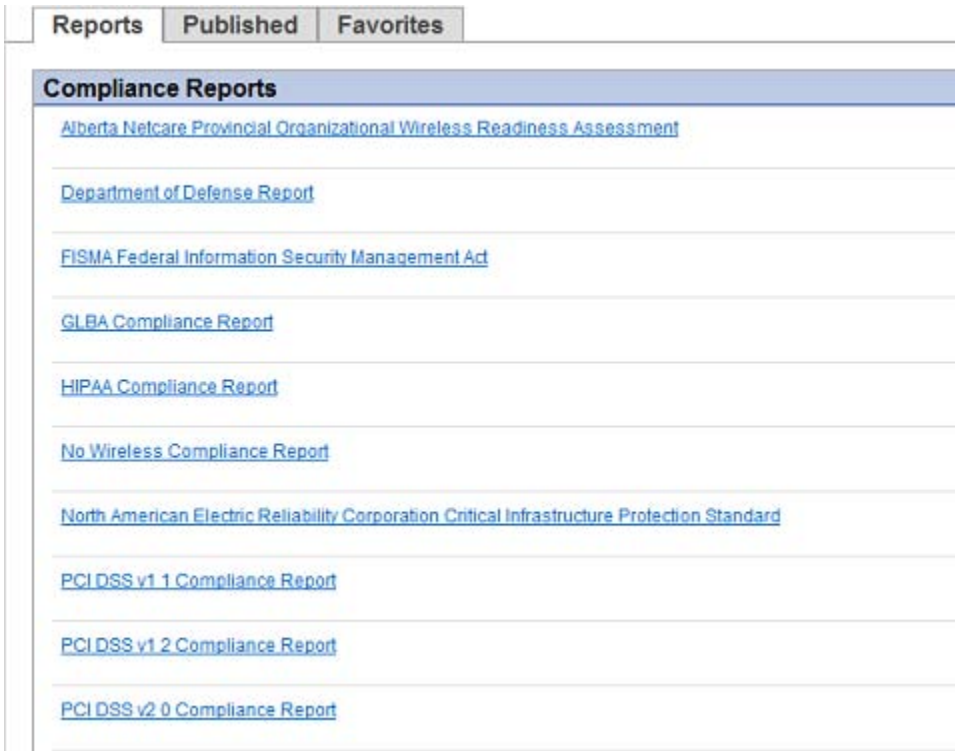 Reports Published Favorites
Compliance Reports
Alberta Netcare Provincial Organizational Wireless Readiness Assessment
Department of Defense Report
FISMA Federal Information Security Management Act
GLBA Compliance Report
HIPAA Compliance Report
No Wireless Compliance Report
North American Electric Reliability Corporation Critical Infrastructure Protection Standard
PCI DSS v1 1 Compliance Report
PCI DSS v1 2 Compliance Report
PCI DSS v2 0 Compliance Report